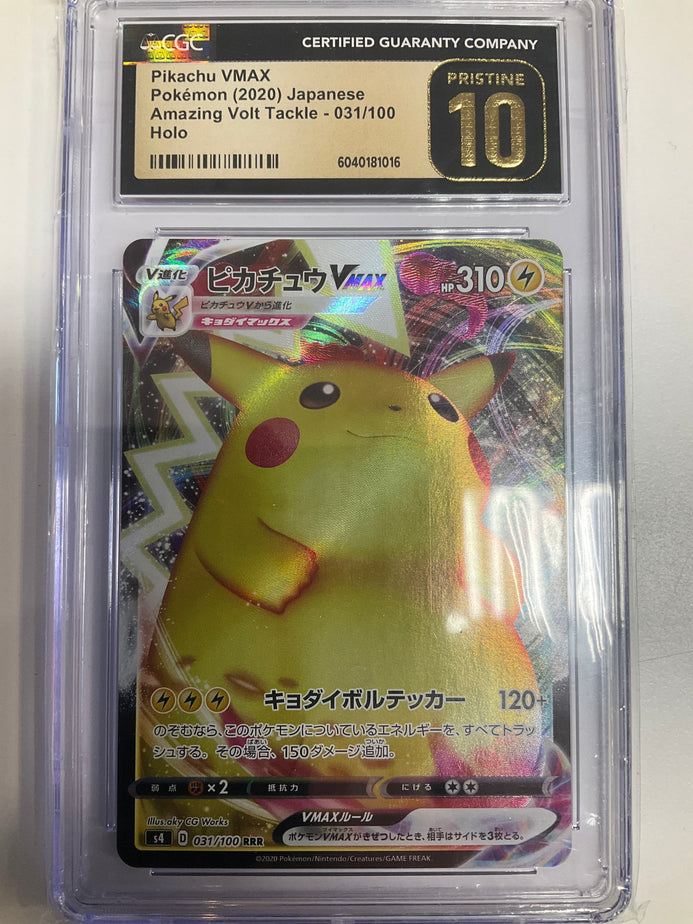 CGC
CERTIFIED GUARANTY COMPANY
Pikachu VMAX
Pokémon (2020) Japanese
Amazing Volt Tackle - 031/100
Holo
PRISTINE
10
6040181016
V進化
ピカチュウVMAX
HP310
ピカチュウVから進化
キョダイマックス
キョダイボルテッカー 120+
のぞむなら、このポケモンについているエネルギーを、すべてトラッ
シュする。その場合、150ダメージ追加。
弱点 ×2 抵抗力 にげる
Illus.aky CG Works
VMAXルール
s4 D 031/100 RRR
ポケモンVMAXがきぜつしたとき、相手はサイドを3枚とる。
©2020 Pokémon/Nintendo/Creatures/GAME FREAK.